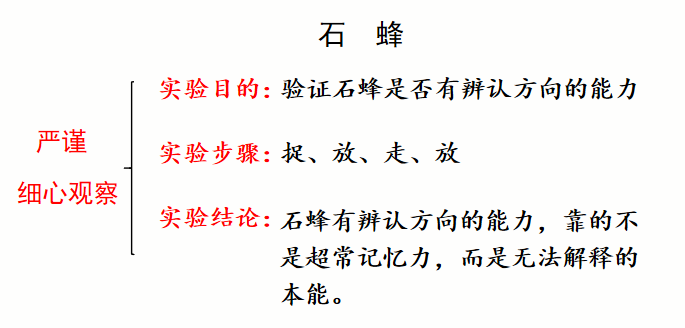 石 蜂
实验目的：验证石蜂是否有辨认方向的能力
严谨
细心观察
实验步骤：捉、放、走、放
实验结论：石蜂有辨认方向的能力，靠的不
是超常记忆力，而是无法解释的
本能。